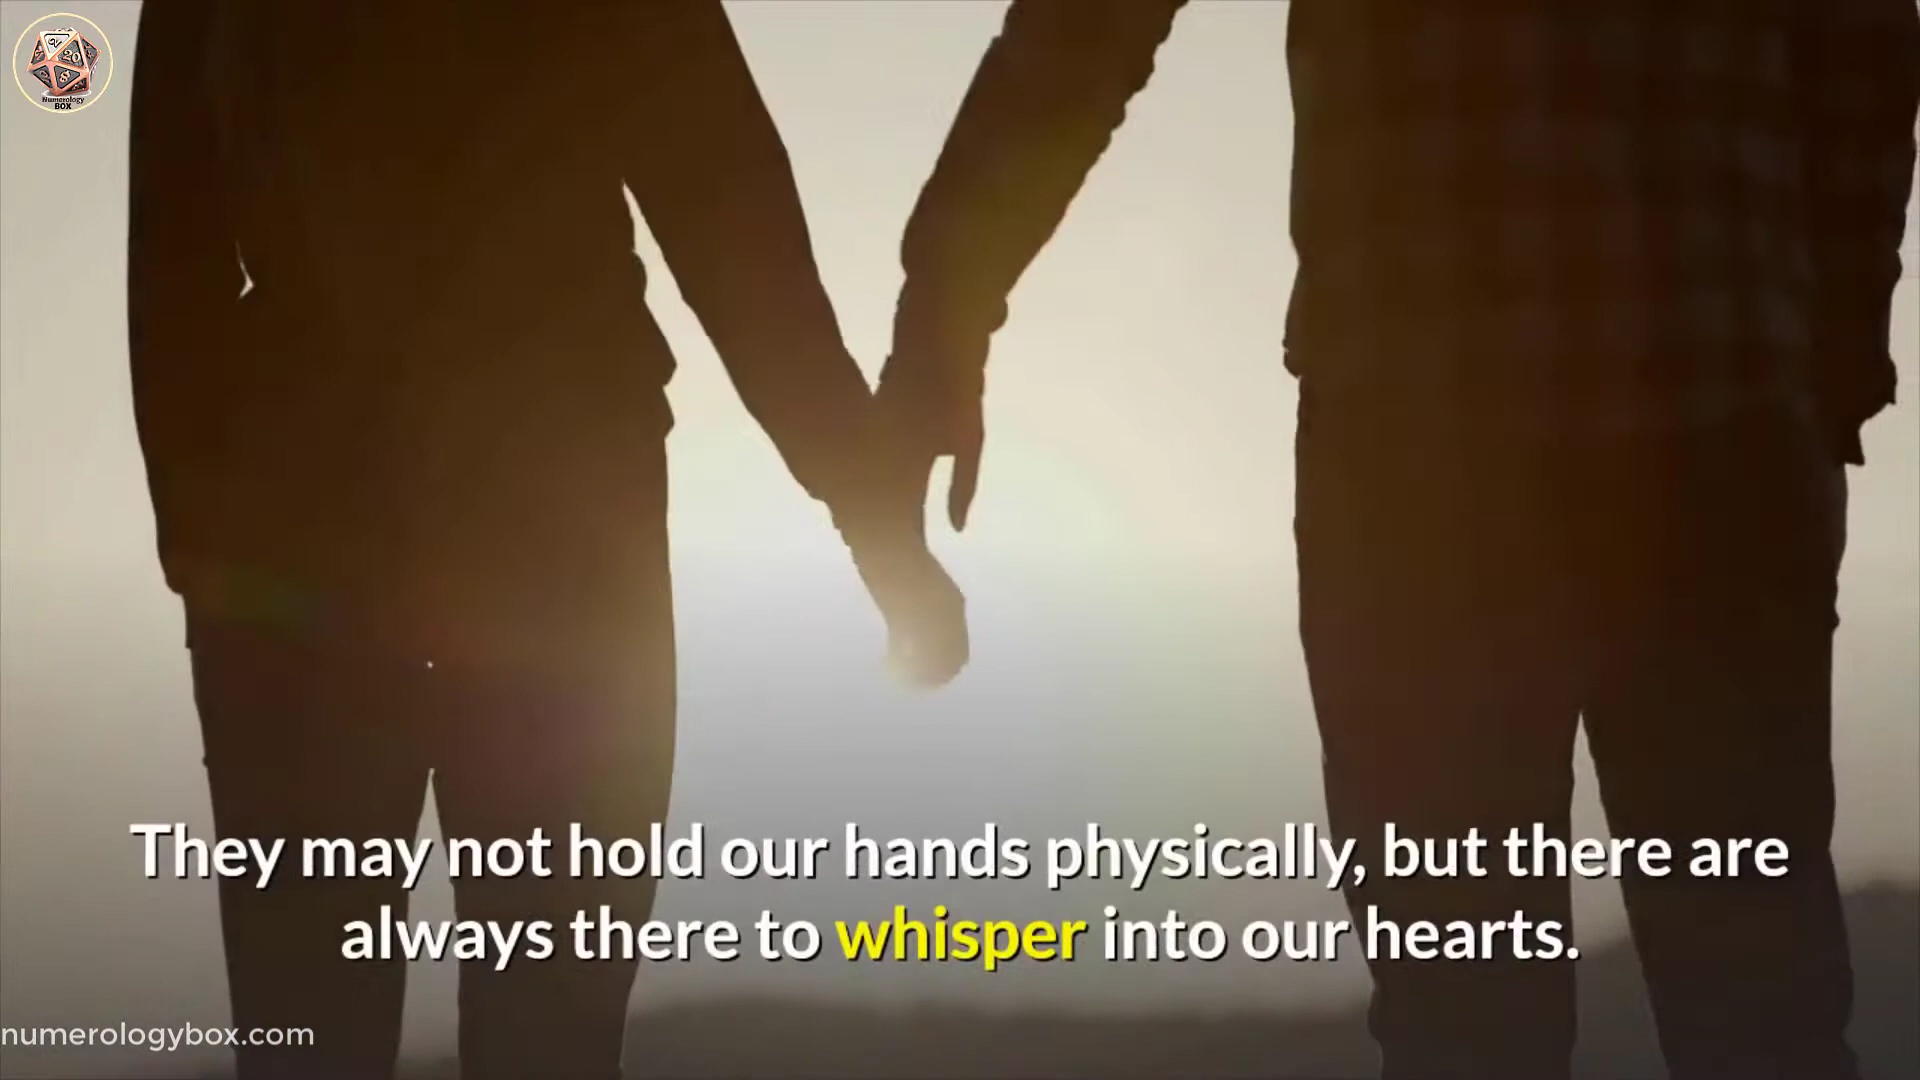 20
Numerology
BOX
They may not hold our hands physically, but there are
always there to whisper into our hearts.
numerologybox.com